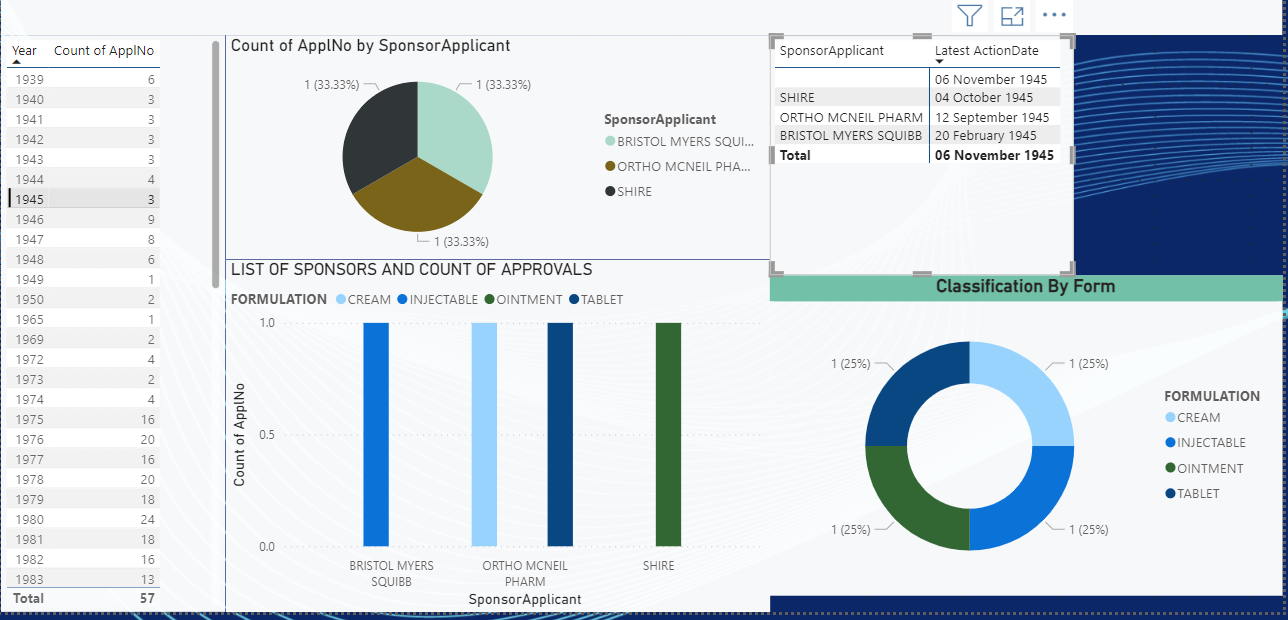 Year Count of ApplNo
1939 6
1940 3
1941 3
1942 3
1943 3
1944 4
1945 3
1946 9
1947 8
1948 6
1949 1
1950 2
1965 1
1969 2
1972 4
1973 2
1974 4
1975 16
1976 20
1977 16
1978 20
1979 18
1980 24
1981 18
1982 16
1983 13
Total 57
Count of ApplNo by SponsorApplicant
1 (33.33%) 1 (33.33%)
1 (33.33%)
SponsorApplicant
BRISTOL MYERS SQUI...
ORTHO MCNEIL PHA...
SHIRE
SponsorApplicant Latest ActionDate
06 November 1945
SHIRE 04 October 1945
ORTHO MCNEIL PHARM 12 September 1945
BRISTOL MYERS SQUIBB 20 February 1945
Total 06 November 1945
LIST OF SPONSORS AND COUNT OF APPROVALS
FORMULATION CREAM INJECTABLE OINTMENT TABLET
Count of ApplNo
1.0
0.5
0.0
BRISTOL MYERS SQUIBB
ORTHO MCNEIL PHARM
SHIRE
SponsorApplicant
Classification By Form
1 (25%) 1 (25%)
1 (25%) 1 (25%)
FORMULATION
CREAM
INJECTABLE
OINTMENT
TABLET